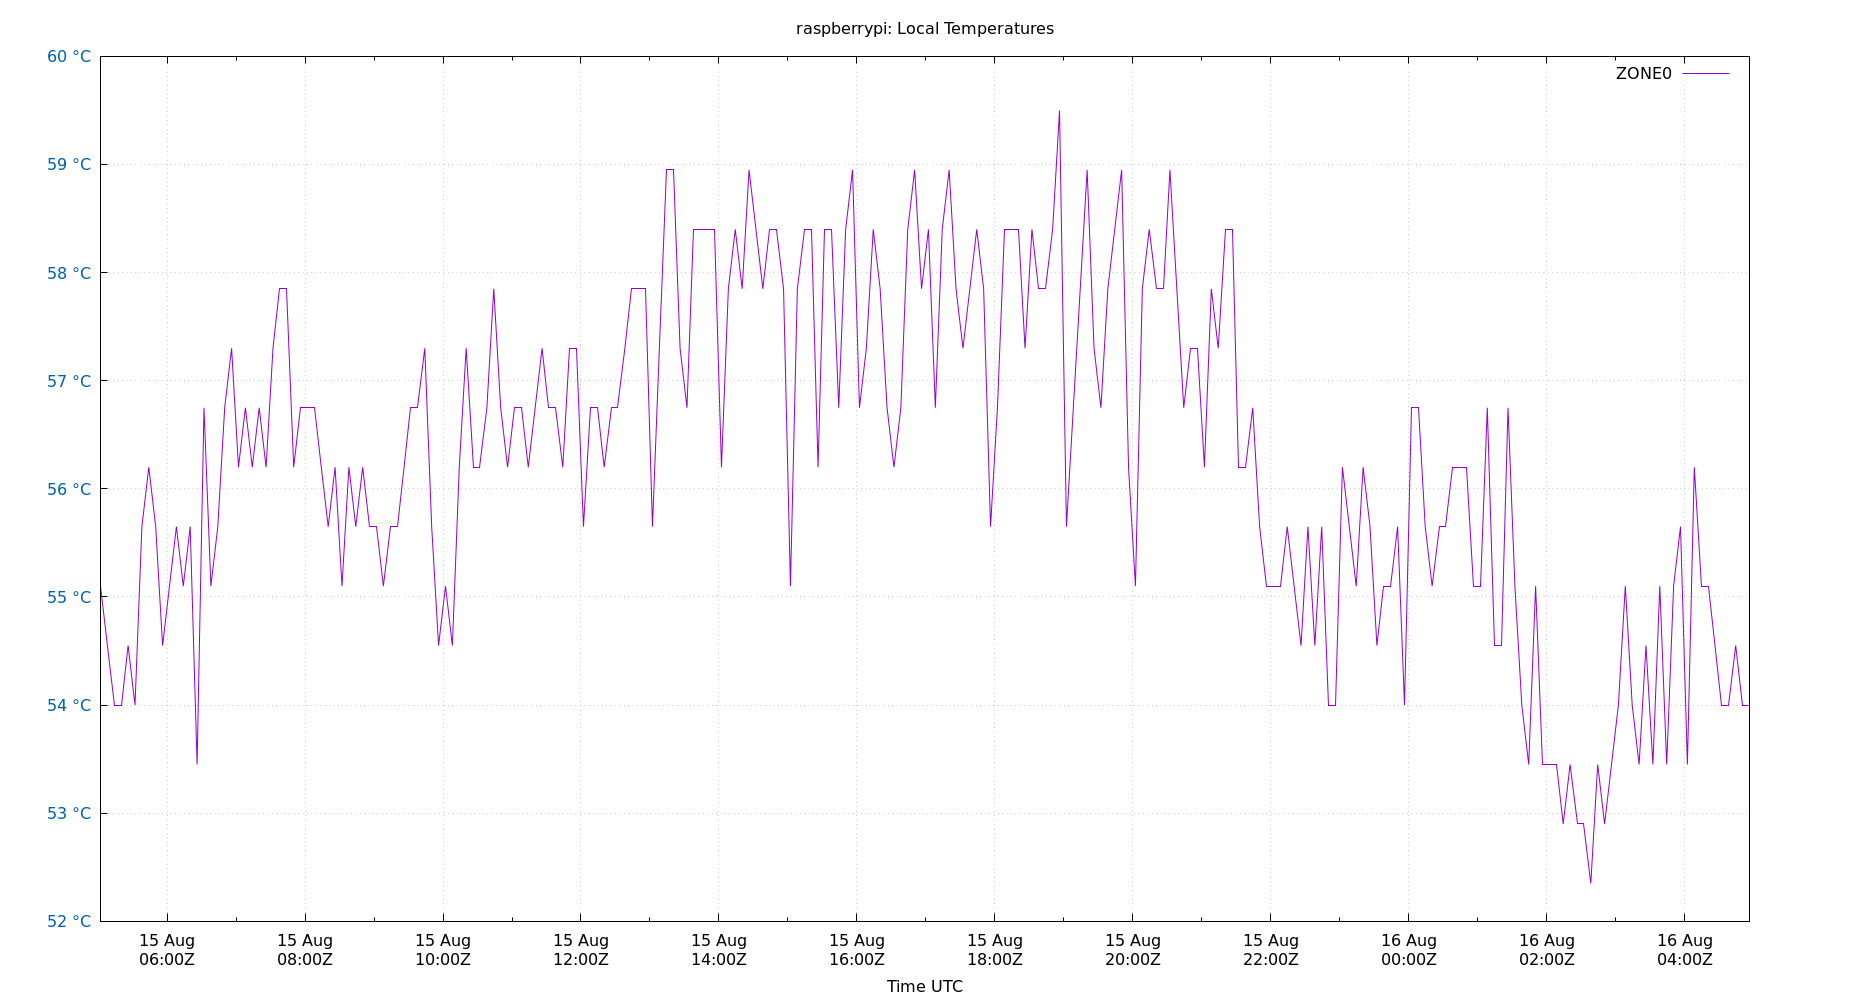 raspberrypi: Local Temperatures
60 °C
ZONE0
59 °C
58 °C
57 °C
56 °C
55 °C
54 °C
53 °C
52 °C
15 Aug 15 Aug 15 Aug 15 Aug 15 Aug 15 Aug 15 Aug 15 Aug 15 Aug 16 Aug 16 Aug 16 Aug
06:00Z 08:00Z 10:00Z 12:00Z 14:00Z 16:00Z 18:00Z 20:00Z 22:00Z 00:00Z 02:00Z 04:00Z
Time UTC